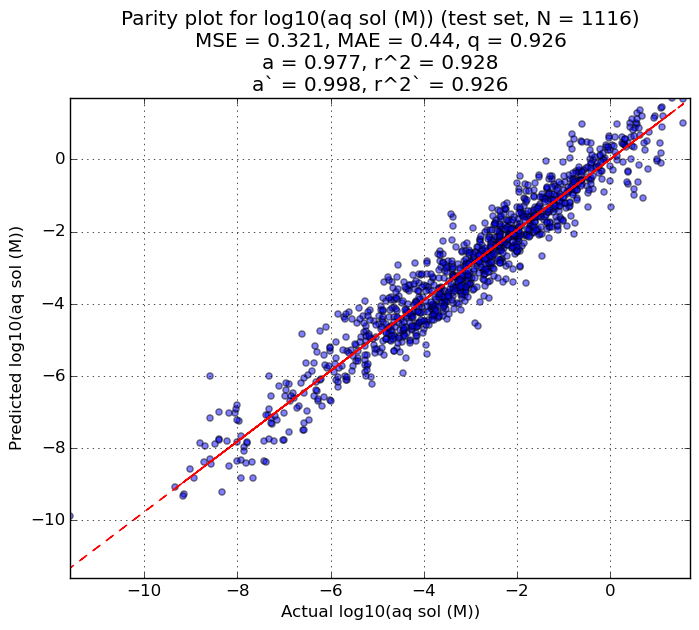 Parity plot for log10(aq sol (M)) (test set, N = 1116)
MSE = 0.321, MAE = 0.44, q = 0.926
a = 0.977, r^2 = 0.928
a` = 0.998, r^2` = 0.926
0
−2
−4
−6
−8
−10
Predicted log10(aq sol (M))
−10 −8 −6 −4 −2 0
Actual log10(aq sol (M))